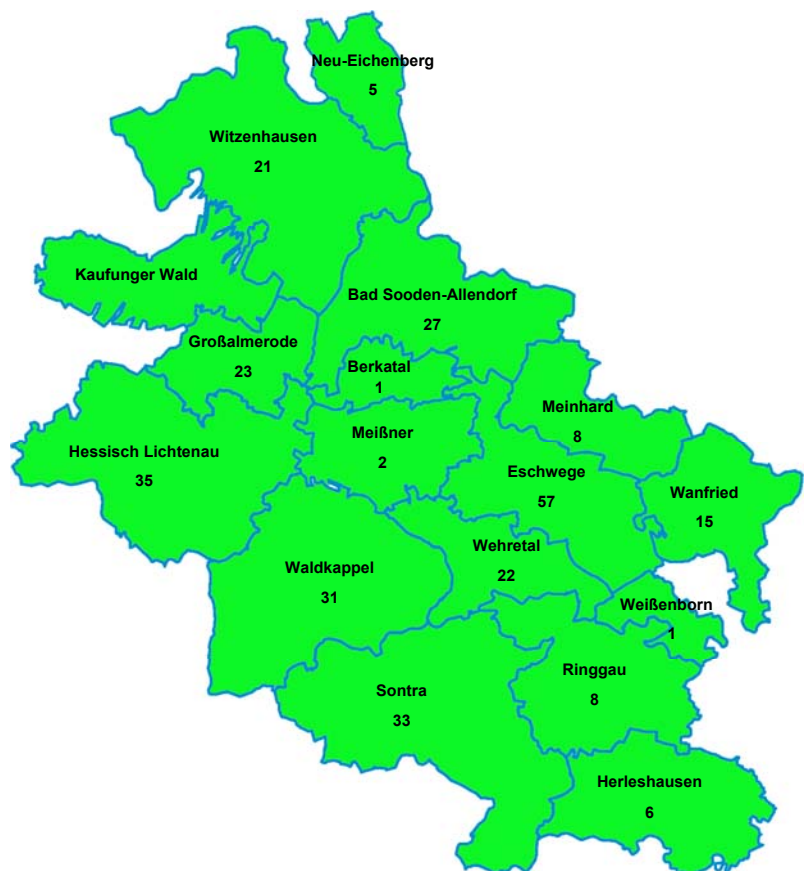 Neu-Eichenberg
5
Witzenhausen
21
Kaufunger Wald
Bad Sooden-Allendorf
27
Großalmerode
23
Berkatal
1
Meinhard
8
Meißner
2
Hessisch Lichtenau
35
Eschwege
57
Wanfried
15
Wehretal
22
Waldkappel
31
Weißenborn
1
Ringgau
8
Sontra
33
Herleshausen
6